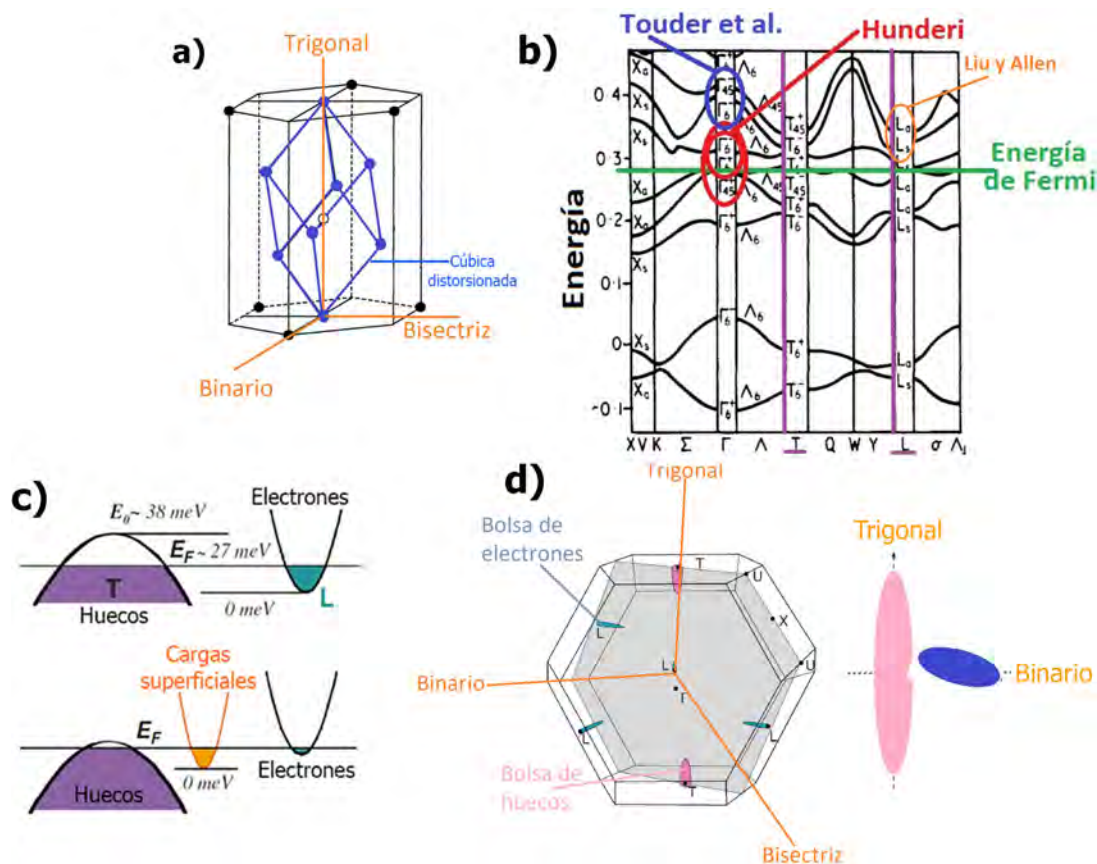 a)
Trigonal
Cúbica
distorsionada
Bisectriz
Binario
b)
Touder et al.
Hunderi
Liu y Allen
Energía
de Fermi
Energía
0.4
0.3
0.2
0.1
0
-0.1
X V K Σ Γ Λ T Q W Y L σ Λ
c)
Electrones
E₀~ 38 meV
E_F ~ 27 meV
T
Huecos
0 meV
L
Cargas
superficiales
E_F
0 meV
Electrones
Huecos
d)
Trigonal
Bolsa de
electrones
T
U
L
X
L
U
Binario
Γ
L
L
Bolsa de
huecos
T
Bisectriz
Trigonal
Binario